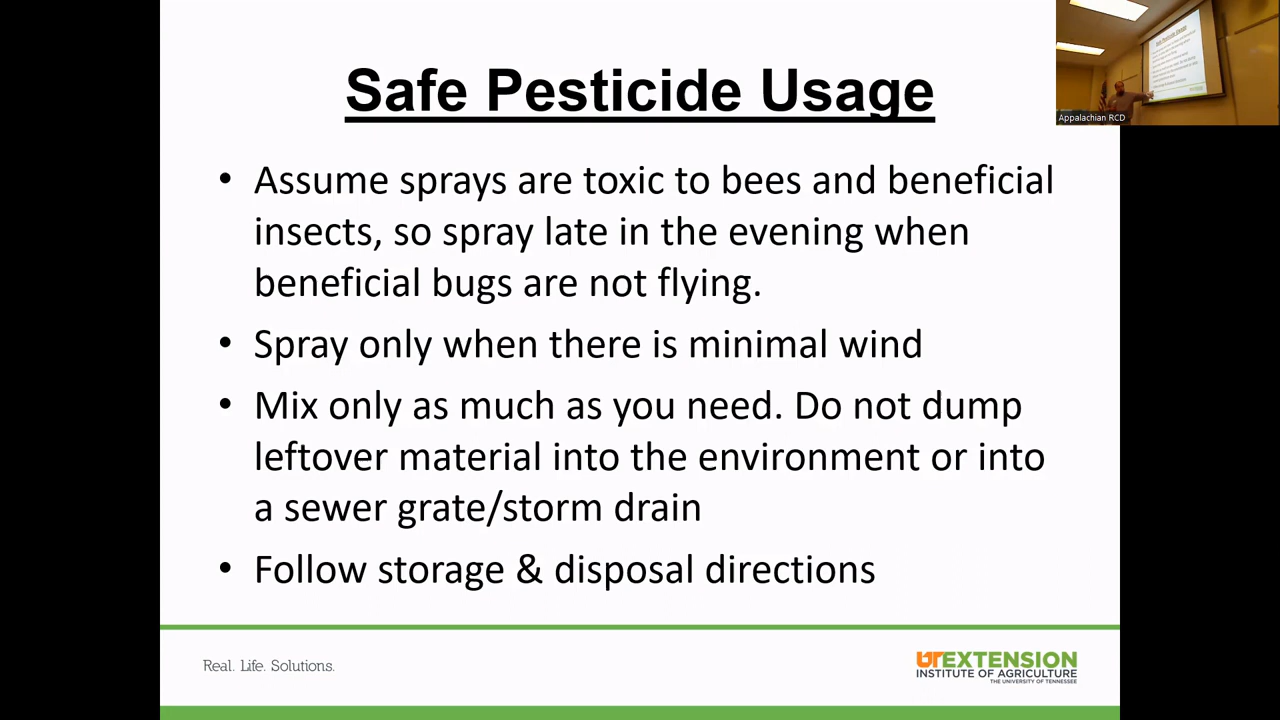 Safe Pesticide Usage
• Assume sprays are toxic to bees and beneficial
insects, so spray late in the evening when
beneficial bugs are not flying.
• Spray only when there is minimal wind
• Mix only as much as you need. Do not dump
leftover material into the environment or into
a sewer grate/storm drain
• Follow storage & disposal directions
Real. Life. Solutions.
UTEXTENSION
INSTITUTE OF AGRICULTURE
THE UNIVERSITY OF TENNESSEE
Safe Pesticide Usage
Appalachian RCD